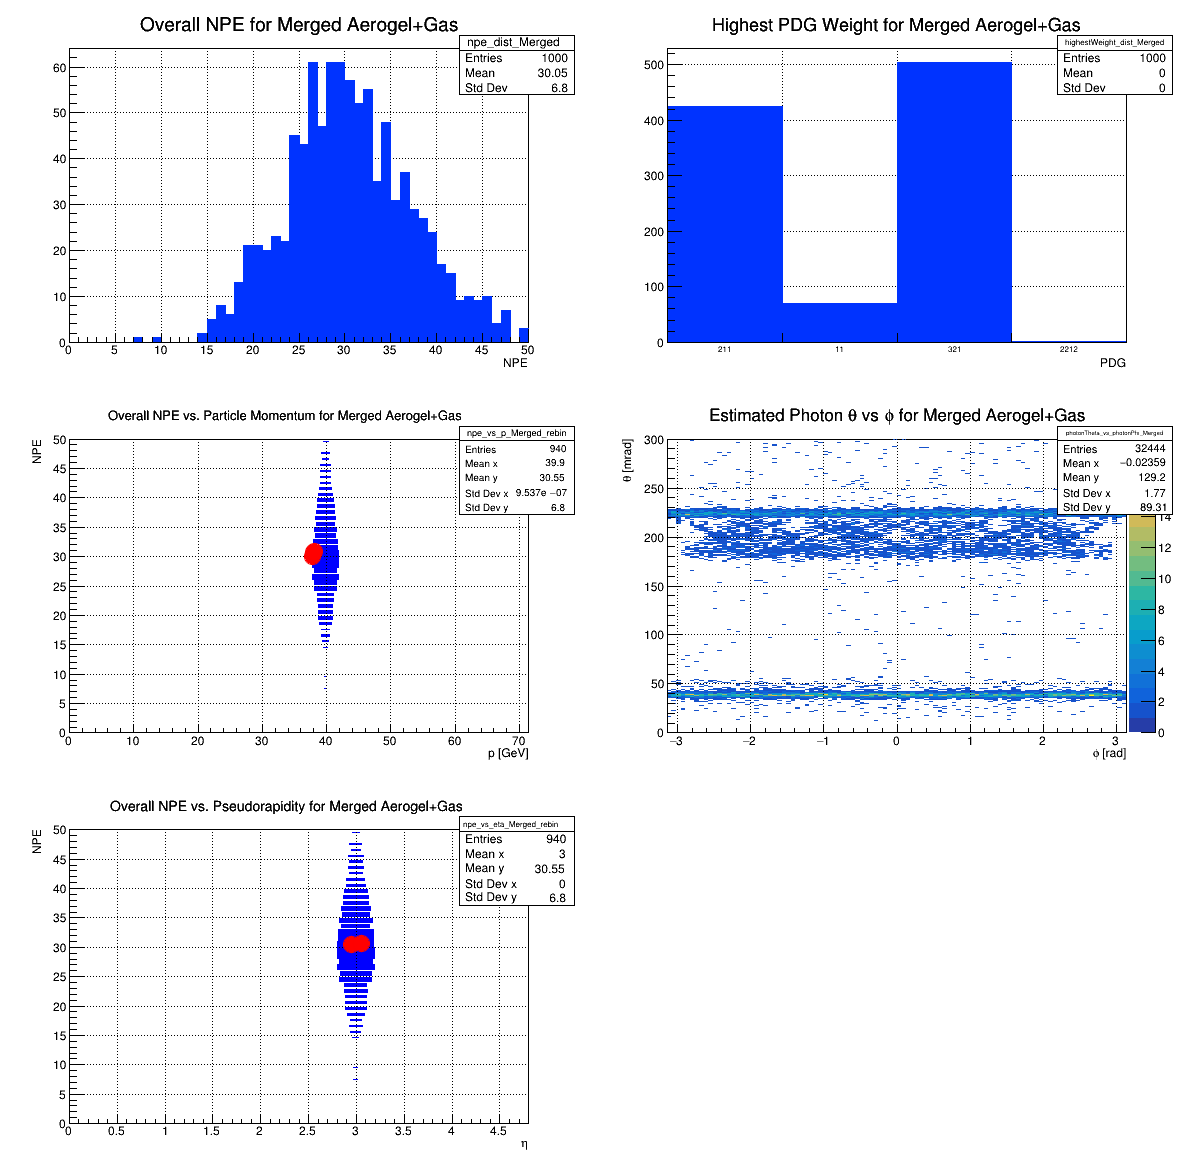 Overall NPE for Merged Aerogel+Gas
npe_dist_Merged
Entries 1000
Mean 30.05
Std Dev 6.8
60
50
40
30
20
10
0
0 5 10 15 20 25 30 35 40 45 50
NPE
Highest PDG Weight for Merged Aerogel+Gas
highestWeight_dist_Merged
Entries 1000
Mean 0
Std Dev 0
500
400
300
200
100
0
211 11 321 2212
PDG
Overall NPE vs. Particle Momentum for Merged Aerogel+Gas
npe_vs_p_Merged_rebin
Entries 940
Mean x 39.9
Mean y 30.55
Std Dev x 9.537e −07
Std Dev y 6.8
NPE
50
45
40
35
30
25
20
15
10
5
0
0 10 20 30 40 50 60 70
p [GeV]
Estimated Photon θ vs ϕ for Merged Aerogel+Gas
photonTheta_vs_photonPhi_Merged
Entries 32444
Mean x −0.02359
Mean y 129.2
Std Dev x 1.77
Std Dev y 89.31
θ [mrad]
300
250
200
150
100
50
0
−3 −2 −1 0 1 2 3
ϕ [rad]
14
12
10
8
6
4
2
0
Overall NPE vs. Pseudorapidity for Merged Aerogel+Gas
npe_vs_eta_Merged_rebin
Entries 940
Mean x 3
Mean y 30.55
Std Dev x 0
Std Dev y 6.8
NPE
50
45
40
35
30
25
20
15
10
5
0
0 0.5 1 1.5 2 2.5 3 3.5 4 4.5
η